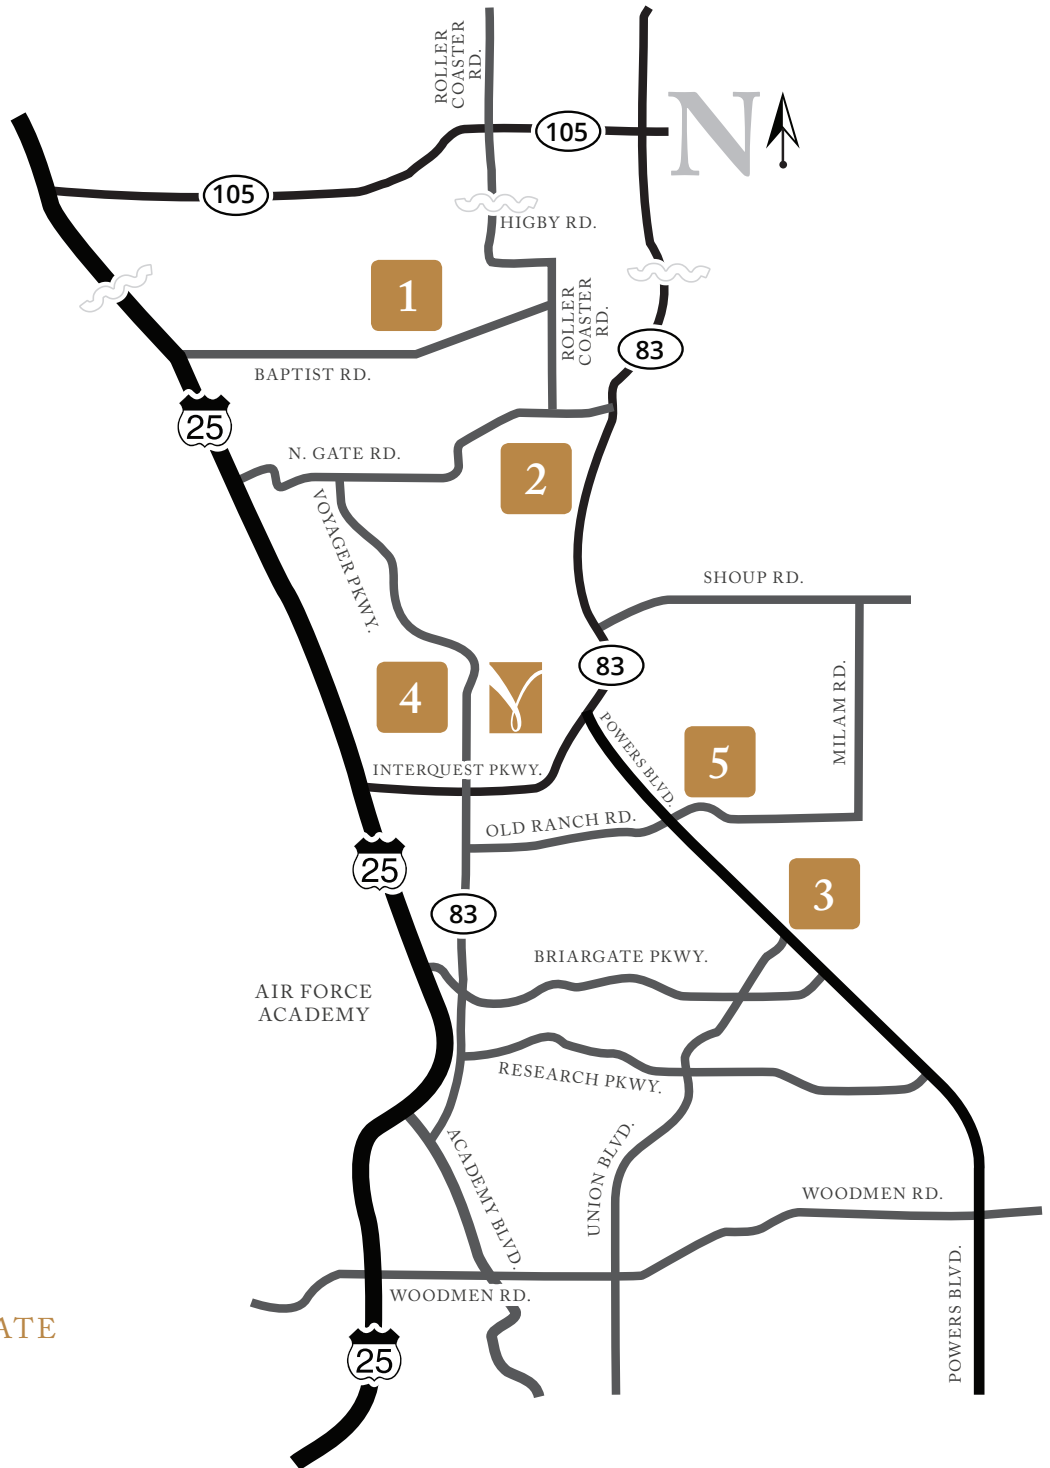 ROLLER
COASTER
RD.
N
105
105
HIGBY RD.
1
ROLLER
COASTER
RD.
83
BAPTIST RD.
25
N. GATE RD.
2
VOYAGER PKWY.
SHOUP RD.
83
4
MILAM RD.
POWERS BLVD.
5
INTERQUEST PKWY.
OLD RANCH RD.
25
3
83
BRIARGATE PKWY.
AIR FORCE
ACADEMY
RESEARCH PKWY.
ACADEMY BLVD.
UNION BLVD.
WOODMEN RD.
POWERS BLVD.
WOODMEN RD.
ATE
25